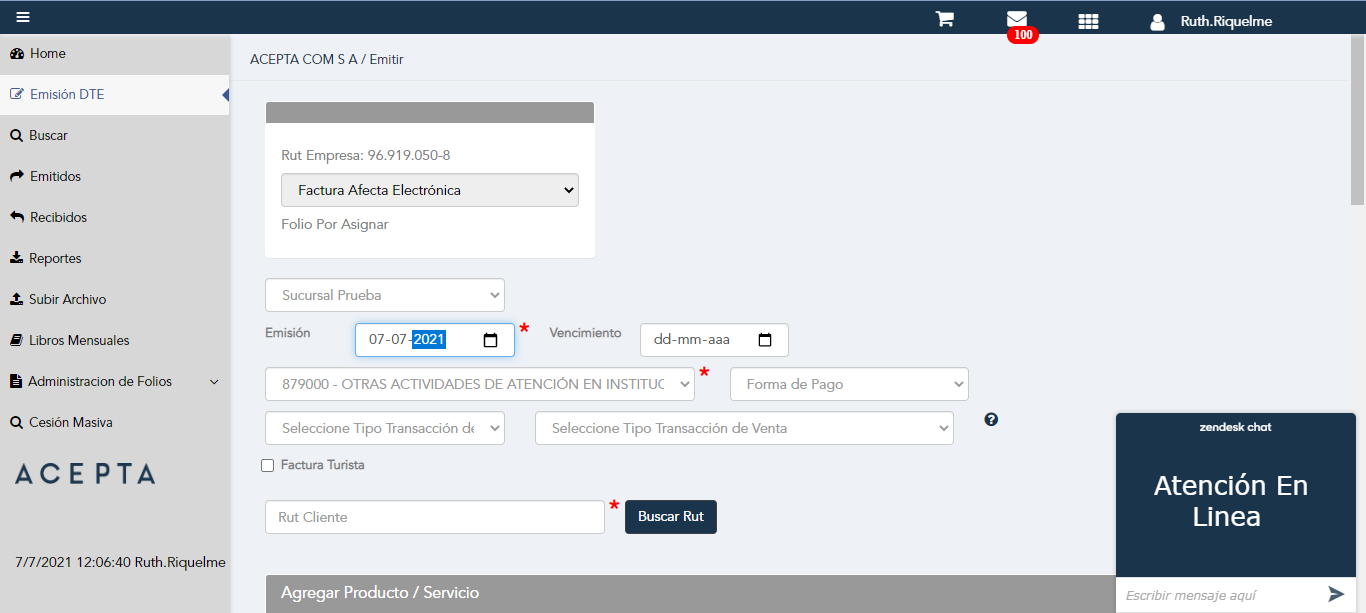 Ruth.Riquelme
100
Home
ACEPTA COM S A / Emitir
Emisión DTE
Buscar
Emitidos
Recibidos
Reportes
Subir Archivo
Libros Mensuales
Administracion de Folios
Cesión Masiva
ACEPTA
7/7/2021 12:06:40 Ruth.Riquelme
Rut Empresa: 96.919.050-8
Factura Afecta Electrónica
Folio Por Asignar
Sucursal Prueba
Emisión 07-07-2021 * Vencimiento dd-mm-aaa
879000 - OTRAS ACTIVIDADES DE ATENCIÓN EN INSTITUC * Forma de Pago
Seleccione Tipo Transacción de Seleccione Tipo Transacción de Venta ?
Factura Turista
Rut Cliente * Buscar Rut
Agregar Producto / Servicio
zendesk chat
Atención En
Linea
Escribir mensaje aquí